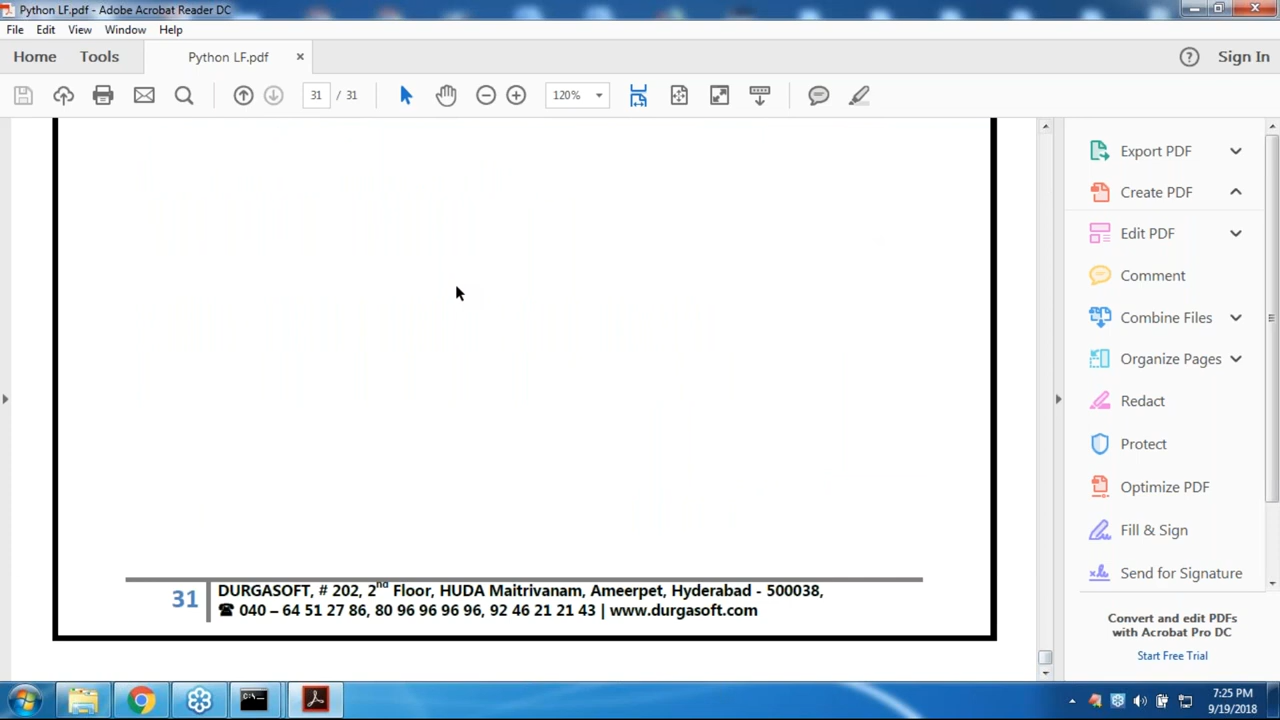 Python LF.pdf - Adobe Acrobat Reader DC
File Edit View Window Help
Home Tools Python LF.pdf × ? Sign In
31 / 31 120%
Export PDF
Create PDF
Edit PDF
Comment
Combine Files
Organize Pages
Redact
Protect
Optimize PDF
Fill & Sign
Send for Signature
Convert and edit PDFs
with Acrobat Pro DC
Start Free Trial
31 DURGASOFT, # 202, 2nd Floor, HUDA Maitrivanam, Ameerpet, Hyderabad - 500038,
☎ 040 – 64 51 27 86, 80 96 96 96 96, 92 46 21 21 43 | www.durgasoft.com
7:25 PM
9/19/2018